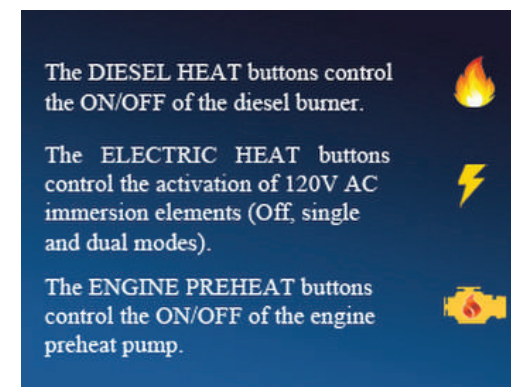 The DIESEL HEAT buttons control
the ON/OFF of the diesel burner.
The ELECTRIC HEAT buttons
control the activation of 120V AC
immersion elements (Off, single
and dual modes).
The ENGINE PREHEAT buttons
control the ON/OFF of the engine
preheat pump.